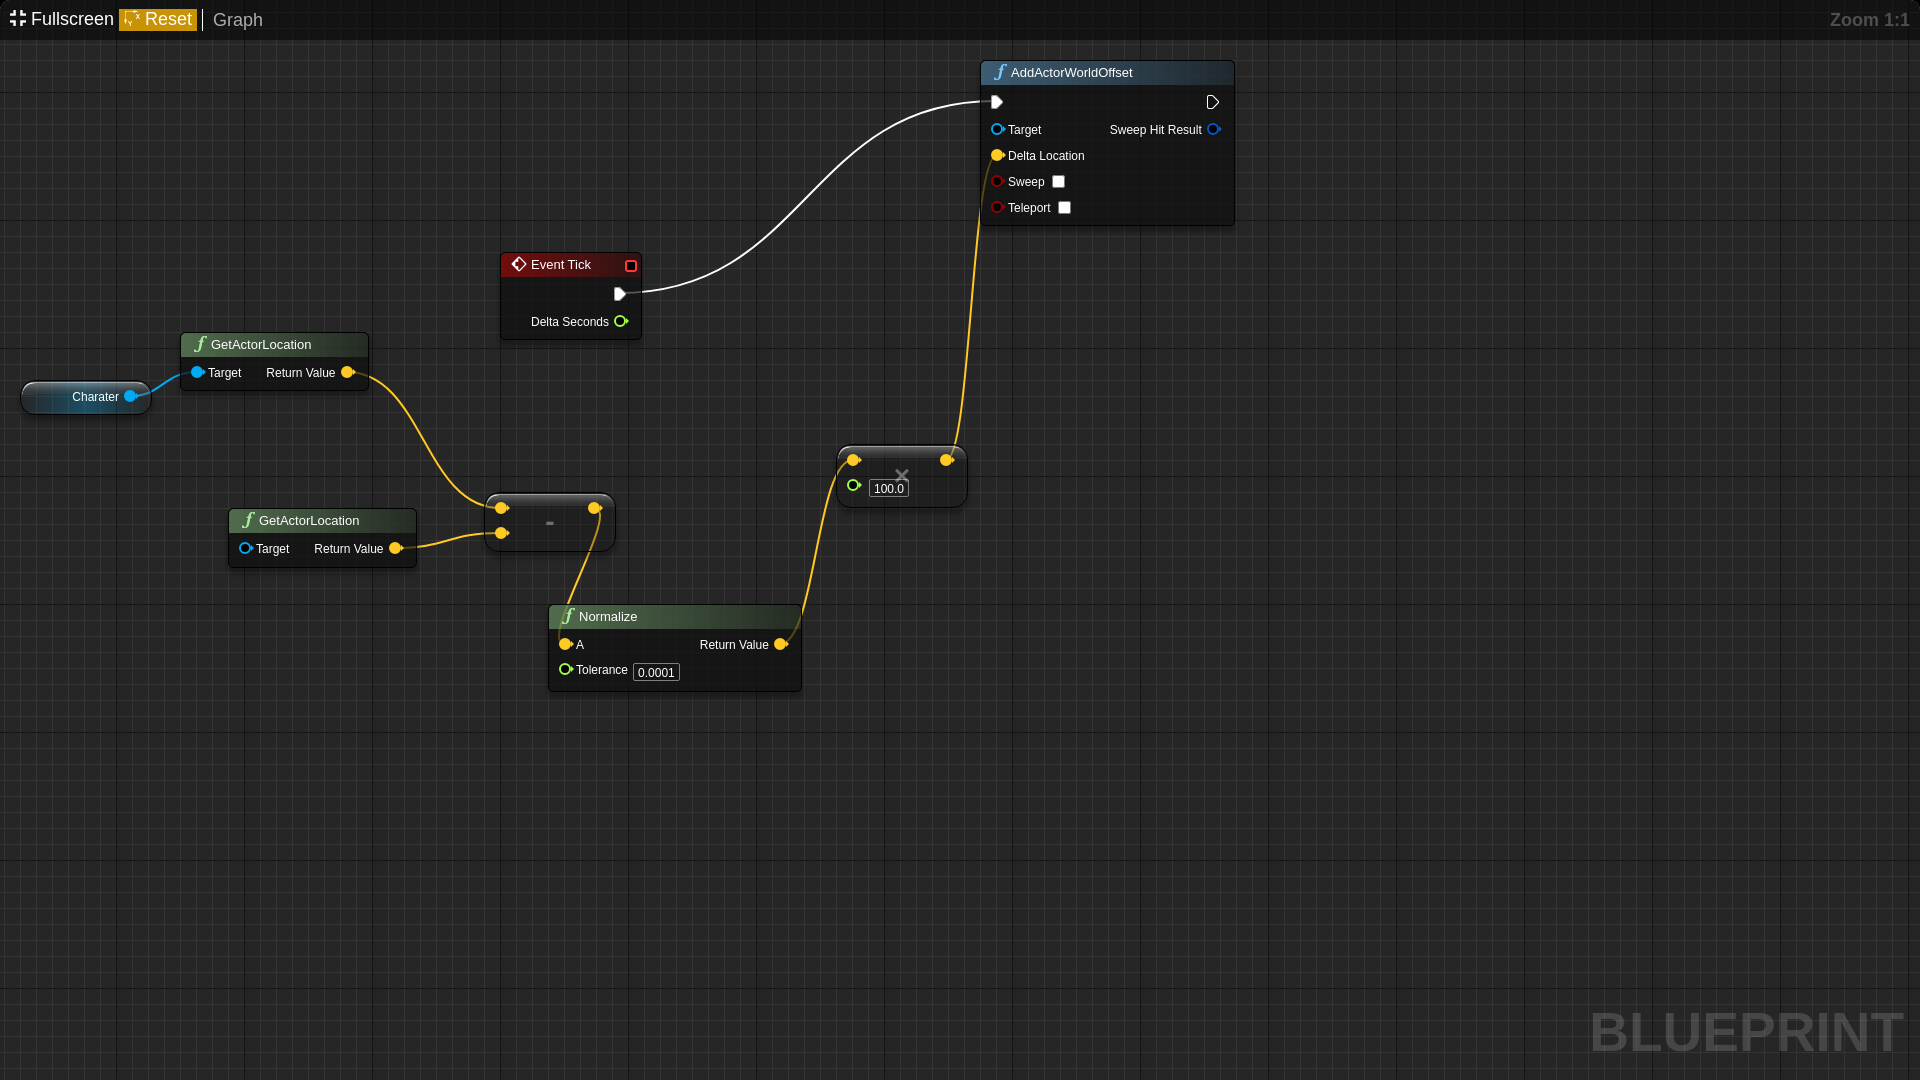 Fullscreen Reset Graph
Zoom 1:1
AddActorWorldOffset
Target
Sweep Hit Result
Delta Location
Sweep
Teleport
Event Tick
Delta Seconds
GetActorLocation
Target
Return Value
Charater
GetActorLocation
Target
Return Value
-
×
100.0
Normalize
A
Return Value
Tolerance 0.0001
BLUEPRINT